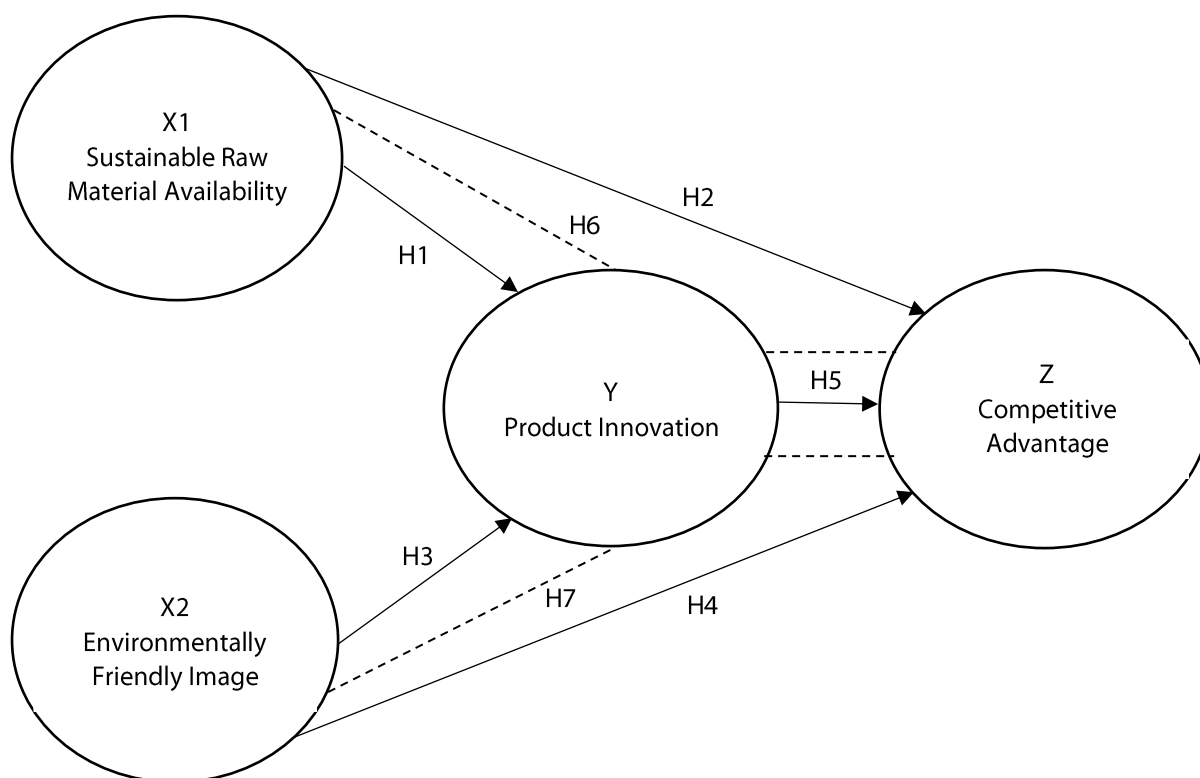 X1
Sustainable Raw
Material Availability
H2
H6
H1
Y
Product Innovation
H5
Z
Competitive
Advantage
H3
H7
H4
X2
Environmentally
Friendly Image